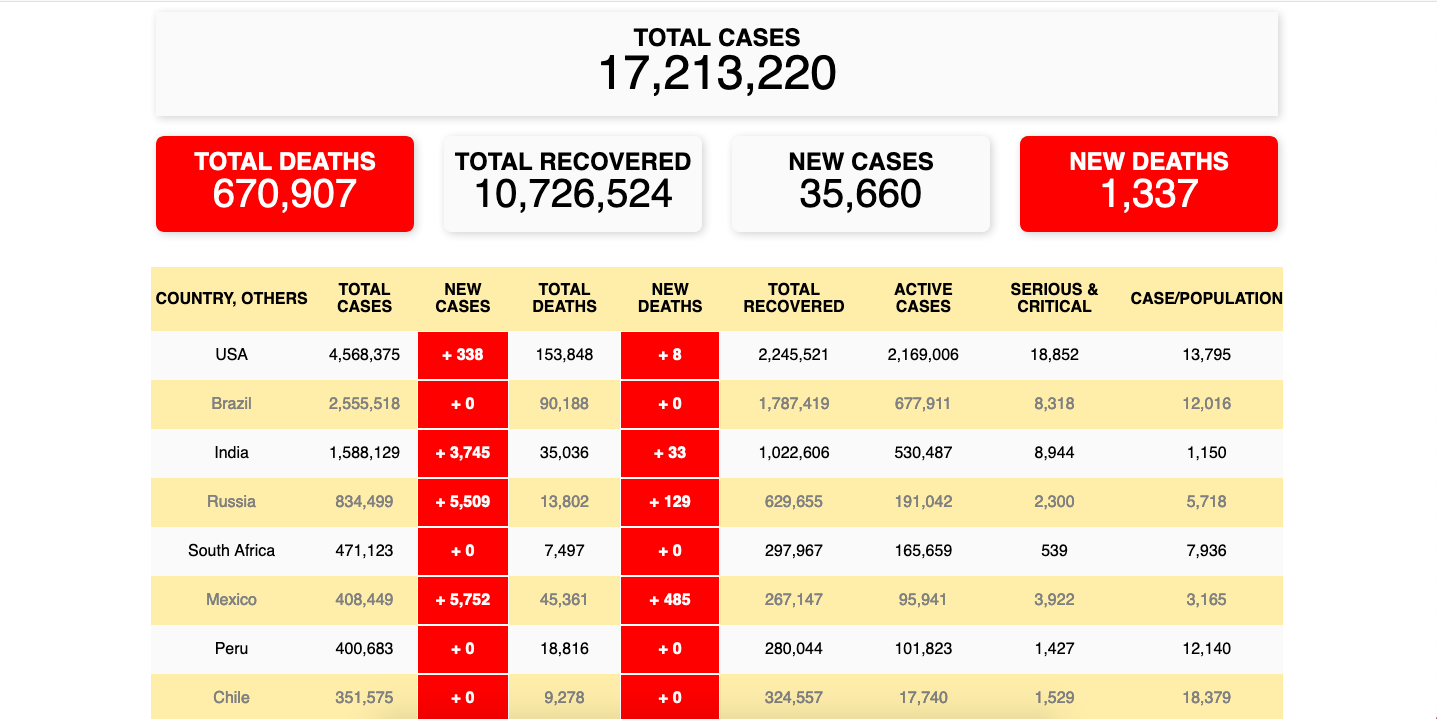 TOTAL CASES
17,213,220
TOTAL DEATHS
670,907
TOTAL RECOVERED
10,726,524
NEW CASES
35,660
NEW DEATHS
1,337
COUNTRY, OTHERS TOTAL CASES NEW CASES TOTAL DEATHS NEW DEATHS TOTAL RECOVERED ACTIVE CASES SERIOUS & CRITICAL CASE/POPULATION
USA 4,568,375 + 338 153,848 + 8 2,245,521 2,169,006 18,852 13,795
Brazil 2,555,518 + 0 90,188 + 0 1,787,419 677,911 8,318 12,016
India 1,588,129 + 3,745 35,036 + 33 1,022,606 530,487 8,944 1,150
Russia 834,499 + 5,509 13,802 + 129 629,655 191,042 2,300 5,718
South Africa 471,123 + 0 7,497 + 0 297,967 165,659 539 7,936
Mexico 408,449 + 5,752 45,361 + 485 267,147 95,941 3,922 3,165
Peru 400,683 + 0 18,816 + 0 280,044 101,823 1,427 12,140
Chile 351,575 + 0 9,278 + 0 324,557 17,740 1,529 18,379